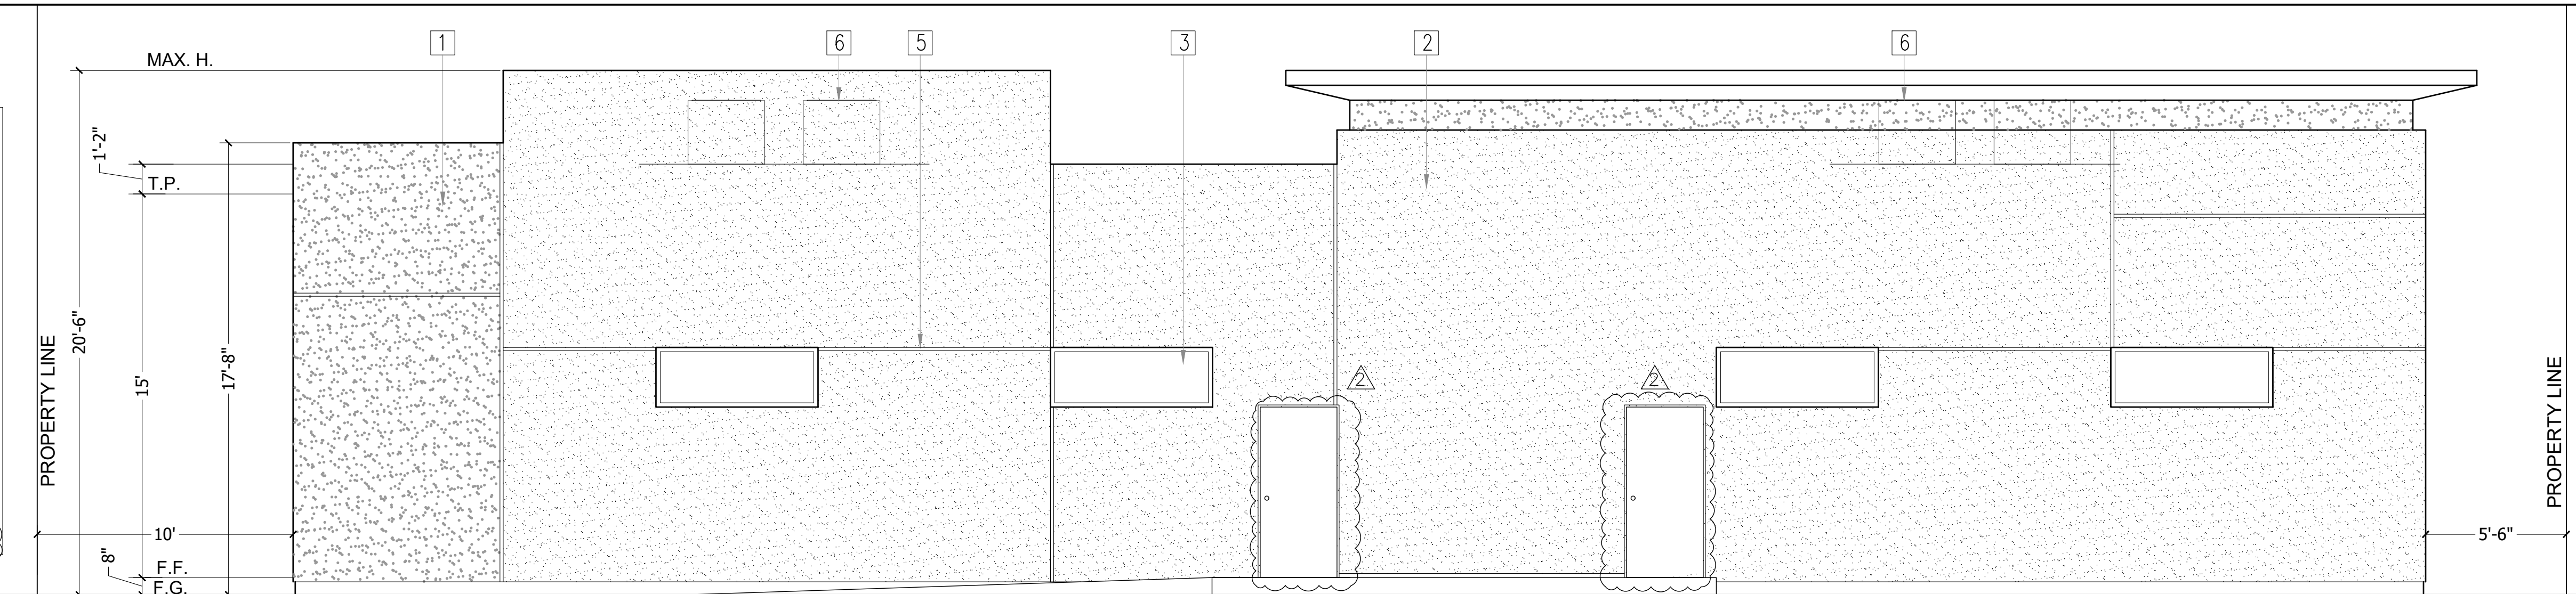 1
6
5
3
2
6
MAX. H.
1'-2"
T.P.
20'-6"
15'
17'-8"
PROPERTY LINE
2
2
PROPERTY LINE
10'
5'-6"
8"
F.F.
F.G.